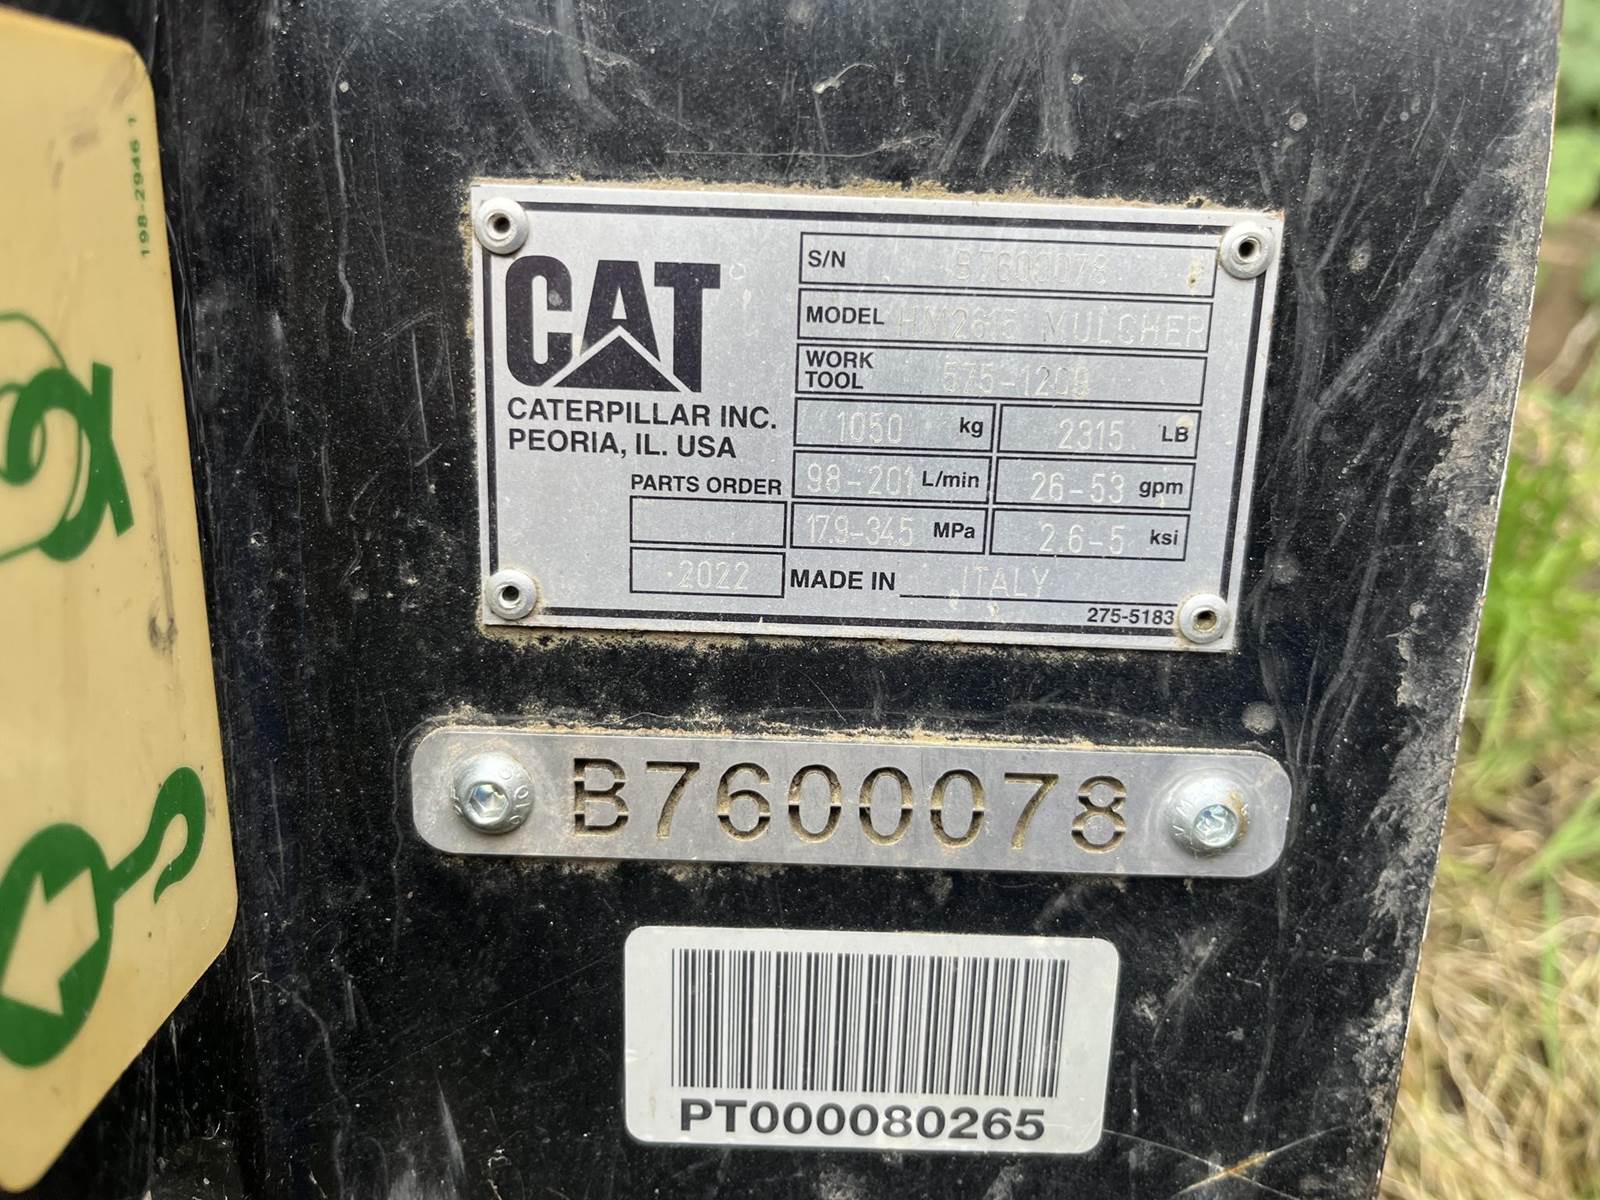 198-2946 1
CAT
CATERPILLAR INC.
PEORIA, IL. USA
S/N B7600078
MODEL HM2615 MULCHER
WORK TOOL 575-1209
1050 kg 2315 LB
PARTS ORDER
98-201 L/min 26-53 gpm
17.9-34.5 MPa 2.6-5 ksi
2022 MADE IN ITALY
275-5183
B7600078
PT000080265